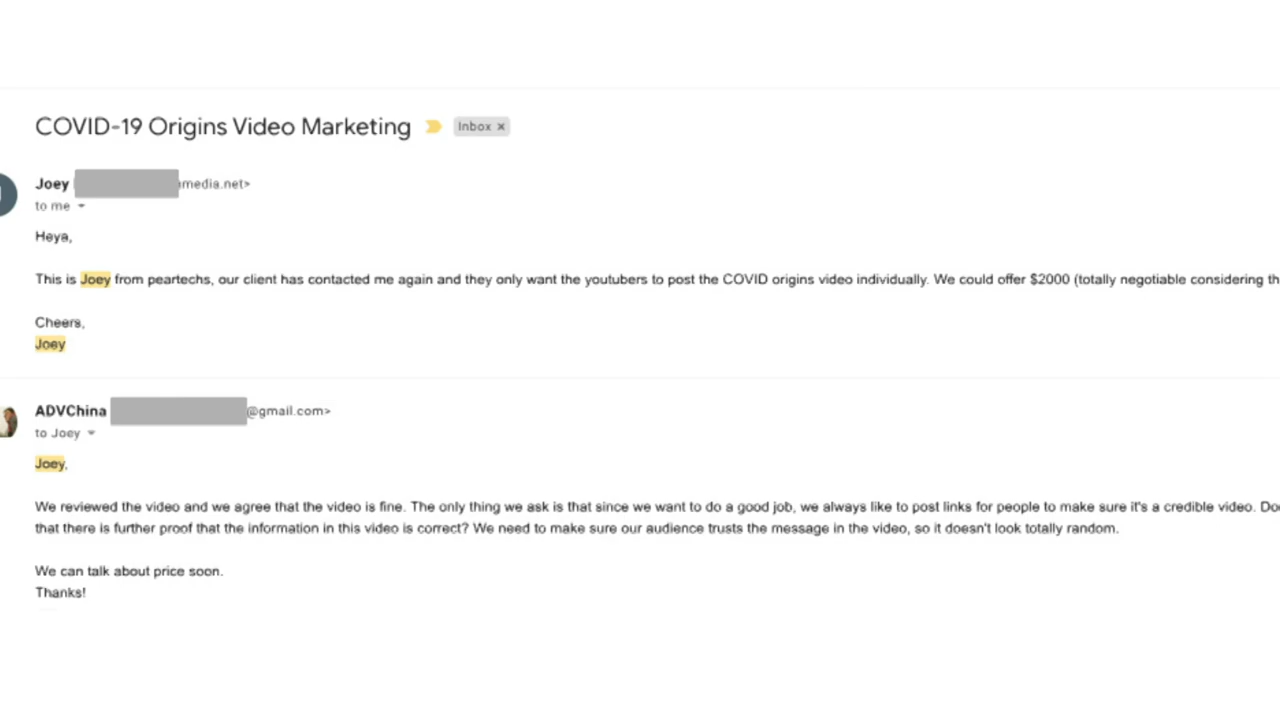 COVID-19 Origins Video Marketing Inbox ×
Joey media.net>
to me
Heya,
This is Joey from peartechs, our client has contacted me again and they only want the youtubers to post the COVID origins video individually. We could offer $2000 (totally negotiable considering th
Cheers,
Joey
ADVChina @gmail.com>
to Joey
Joey,
We reviewed the video and we agree that the video is fine. The only thing we ask is that since we want to do a good job, we always like to post links for people to make sure it's a credible video. Do
that there is further proof that the information in this video is correct? We need to make sure our audience trusts the message in the video, so it doesn't look totally random.
We can talk about price soon.
Thanks!